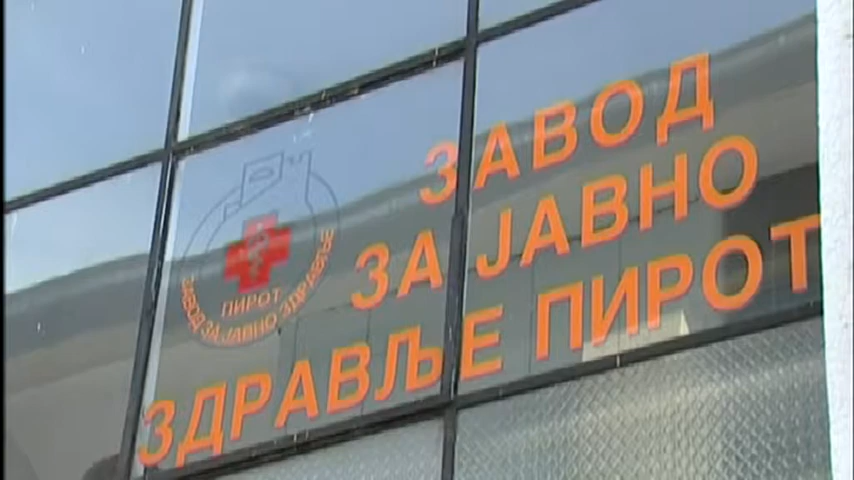 ЗАВОД
ЗА ЈАВНО
ЗДРАВЉЕ ПИРОТ
ПИРОТ
ЗАВОД ЗА ЈАВНО ЗДРАВЉЕ